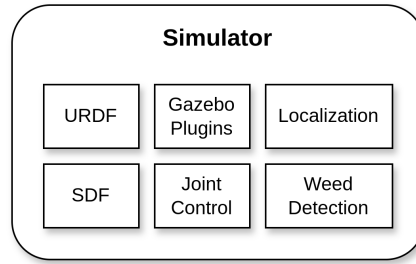 Simulator
URDF
Gazebo
Plugins
Localization
SDF
Joint
Control
Weed
Detection